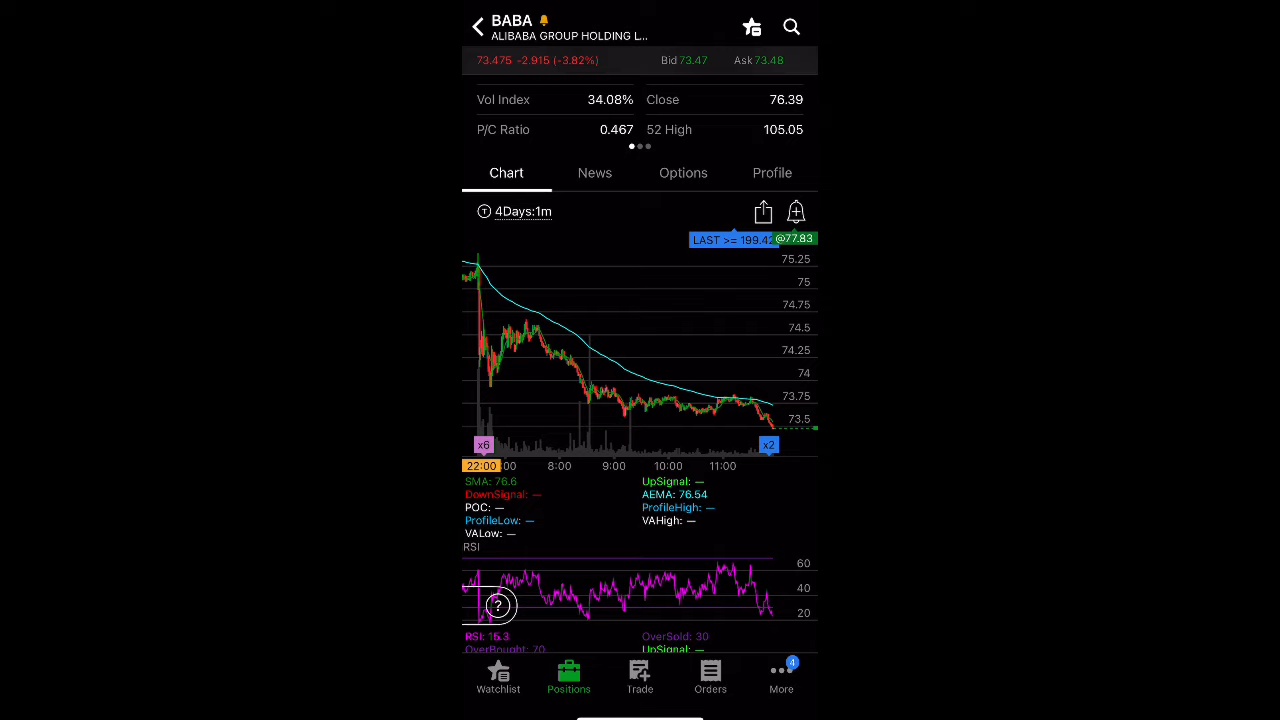 BABA
ALIBABA GROUP HOLDING L...
73.475 -2.915 (-3.82%) Bid 73.47 Ask 73.48
Vol Index 34.08% Close 76.39
P/C Ratio 0.467 52 High 105.05
Chart News Options Profile
T 4Days:1m
LAST >= 199.42 @77.83
75.25
75
74.75
74.5
74.25
74
73.75
73.5
x6 x2
22:00 :00 8:00 9:00 10:00 11:00
SMA: 76.6 UpSignal: —
DownSignal: — AEMA: 76.54
POC: — ProfileHigh: —
ProfileLow: — VAHigh: —
VALow: —
RSI
60
40
20
?
RSI: 15.3 OverSold: 30
OverBought: 70 UpSignal: —
4
Watchlist Positions Trade Orders More